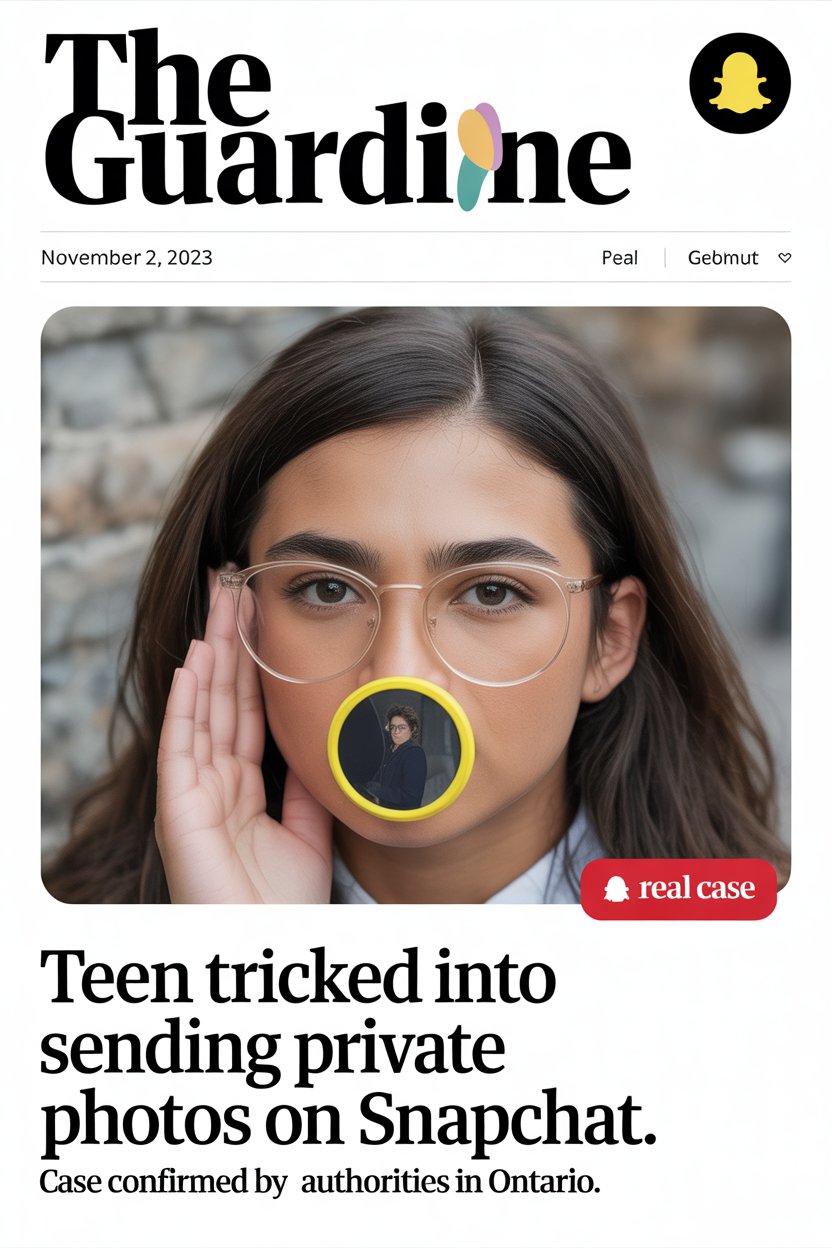 The
Guardine
November 2, 2023
Peal | Gebmut
real case
Teen tricked into
sending private
photos on Snapchat.
Case confirmed by authorities in Ontario.